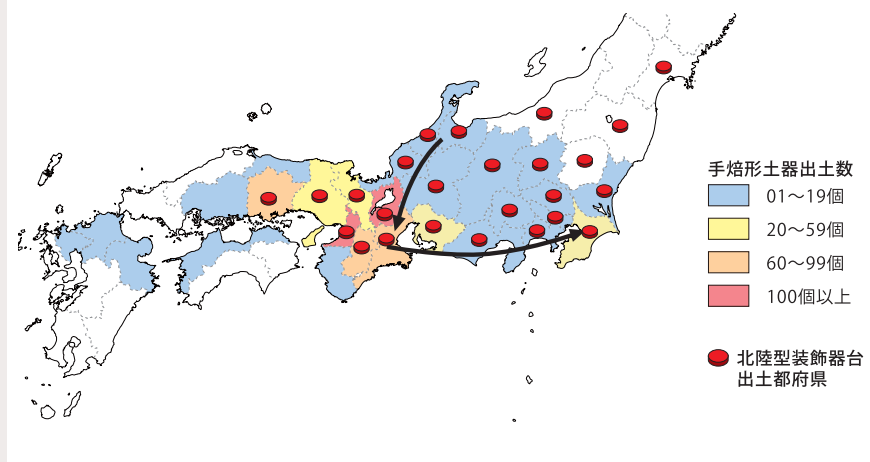 手焙形土器出土数
01〜19個
20〜59個
60〜99個
100個以上
北陸型装飾器台
出土都府県